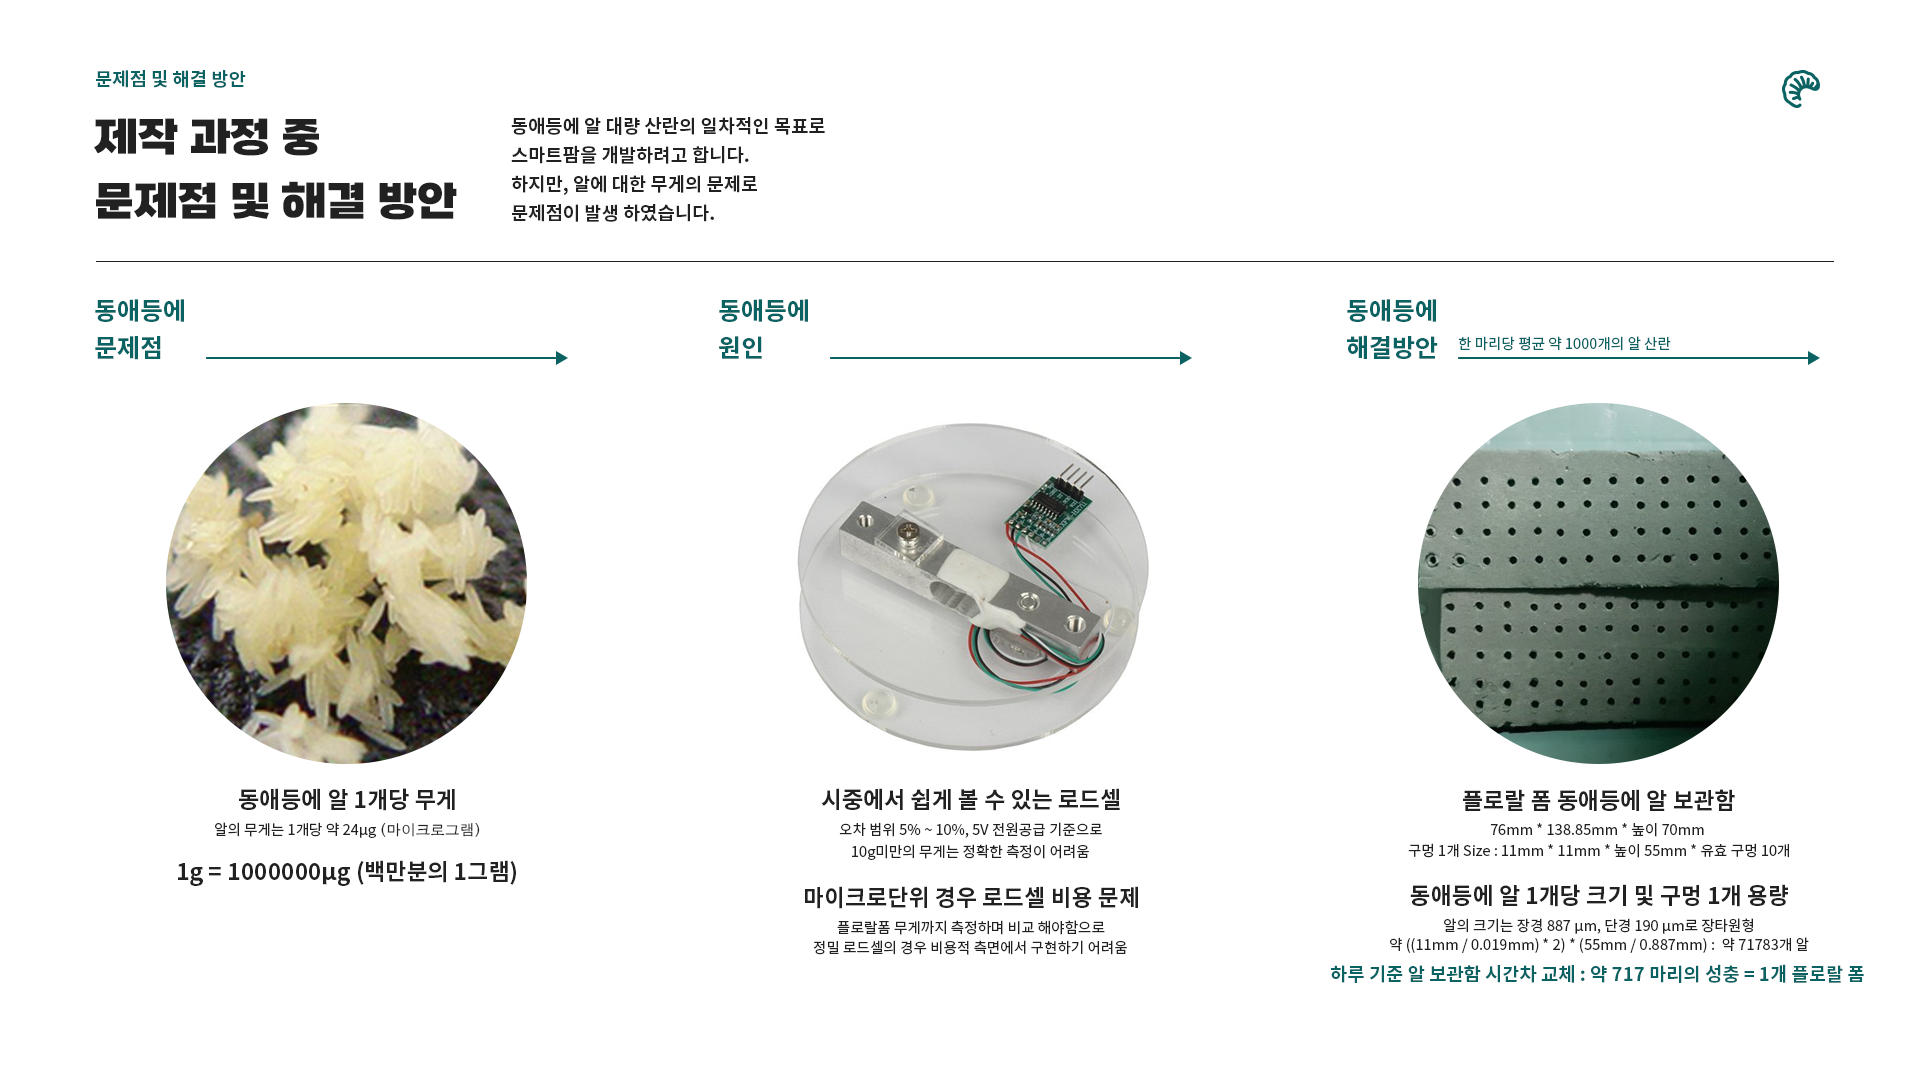 문제점 및 해결 방안
제작 과정 중
문제점 및 해결 방안
동애등에 알 대량 산란의 일차적인 목표로
스마트팜을 개발하려고 합니다.
하지만, 알에 대한 무게의 문제로
문제점이 발생 하였습니다.
동애등에
문제점
동애등에 알 1개당 무게
알의 무게는 1개당 약 24μg (마이크로그램)
1g = 1000000μg (백만분의 1그램)
동애등에
원인
시중에서 쉽게 볼 수 있는 로드셀
오차 범위 5% ~ 10%, 5V 전원공급 기준으로
10g미만의 무게는 정확한 측정이 어려움
마이크로단위 경우 로드셀 비용 문제
플로랄폼 무게까지 측정하며 비교 해야함으로
정밀 로드셀의 경우 비용적 측면에서 구현하기 어려움
동애등에
해결방안
한 마리당 평균 약 1000개의 알 산란
플로랄 폼 동애등에 알 보관함
76mm * 138.85mm * 높이 70mm
구멍 1개 Size : 11mm * 11mm * 높이 55mm * 유효 구멍 10개
동애등에 알 1개당 크기 및 구멍 1개 용량
알의 크기는 장경 887 μm, 단경 190 μm로 장타원형
약 ((11mm / 0.019mm) * 2) * (55mm / 0.887mm) : 약 71783개 알
하루 기준 알 보관함 시간차 교체 : 약 717 마리의 성충 = 1개 플로랄 폼